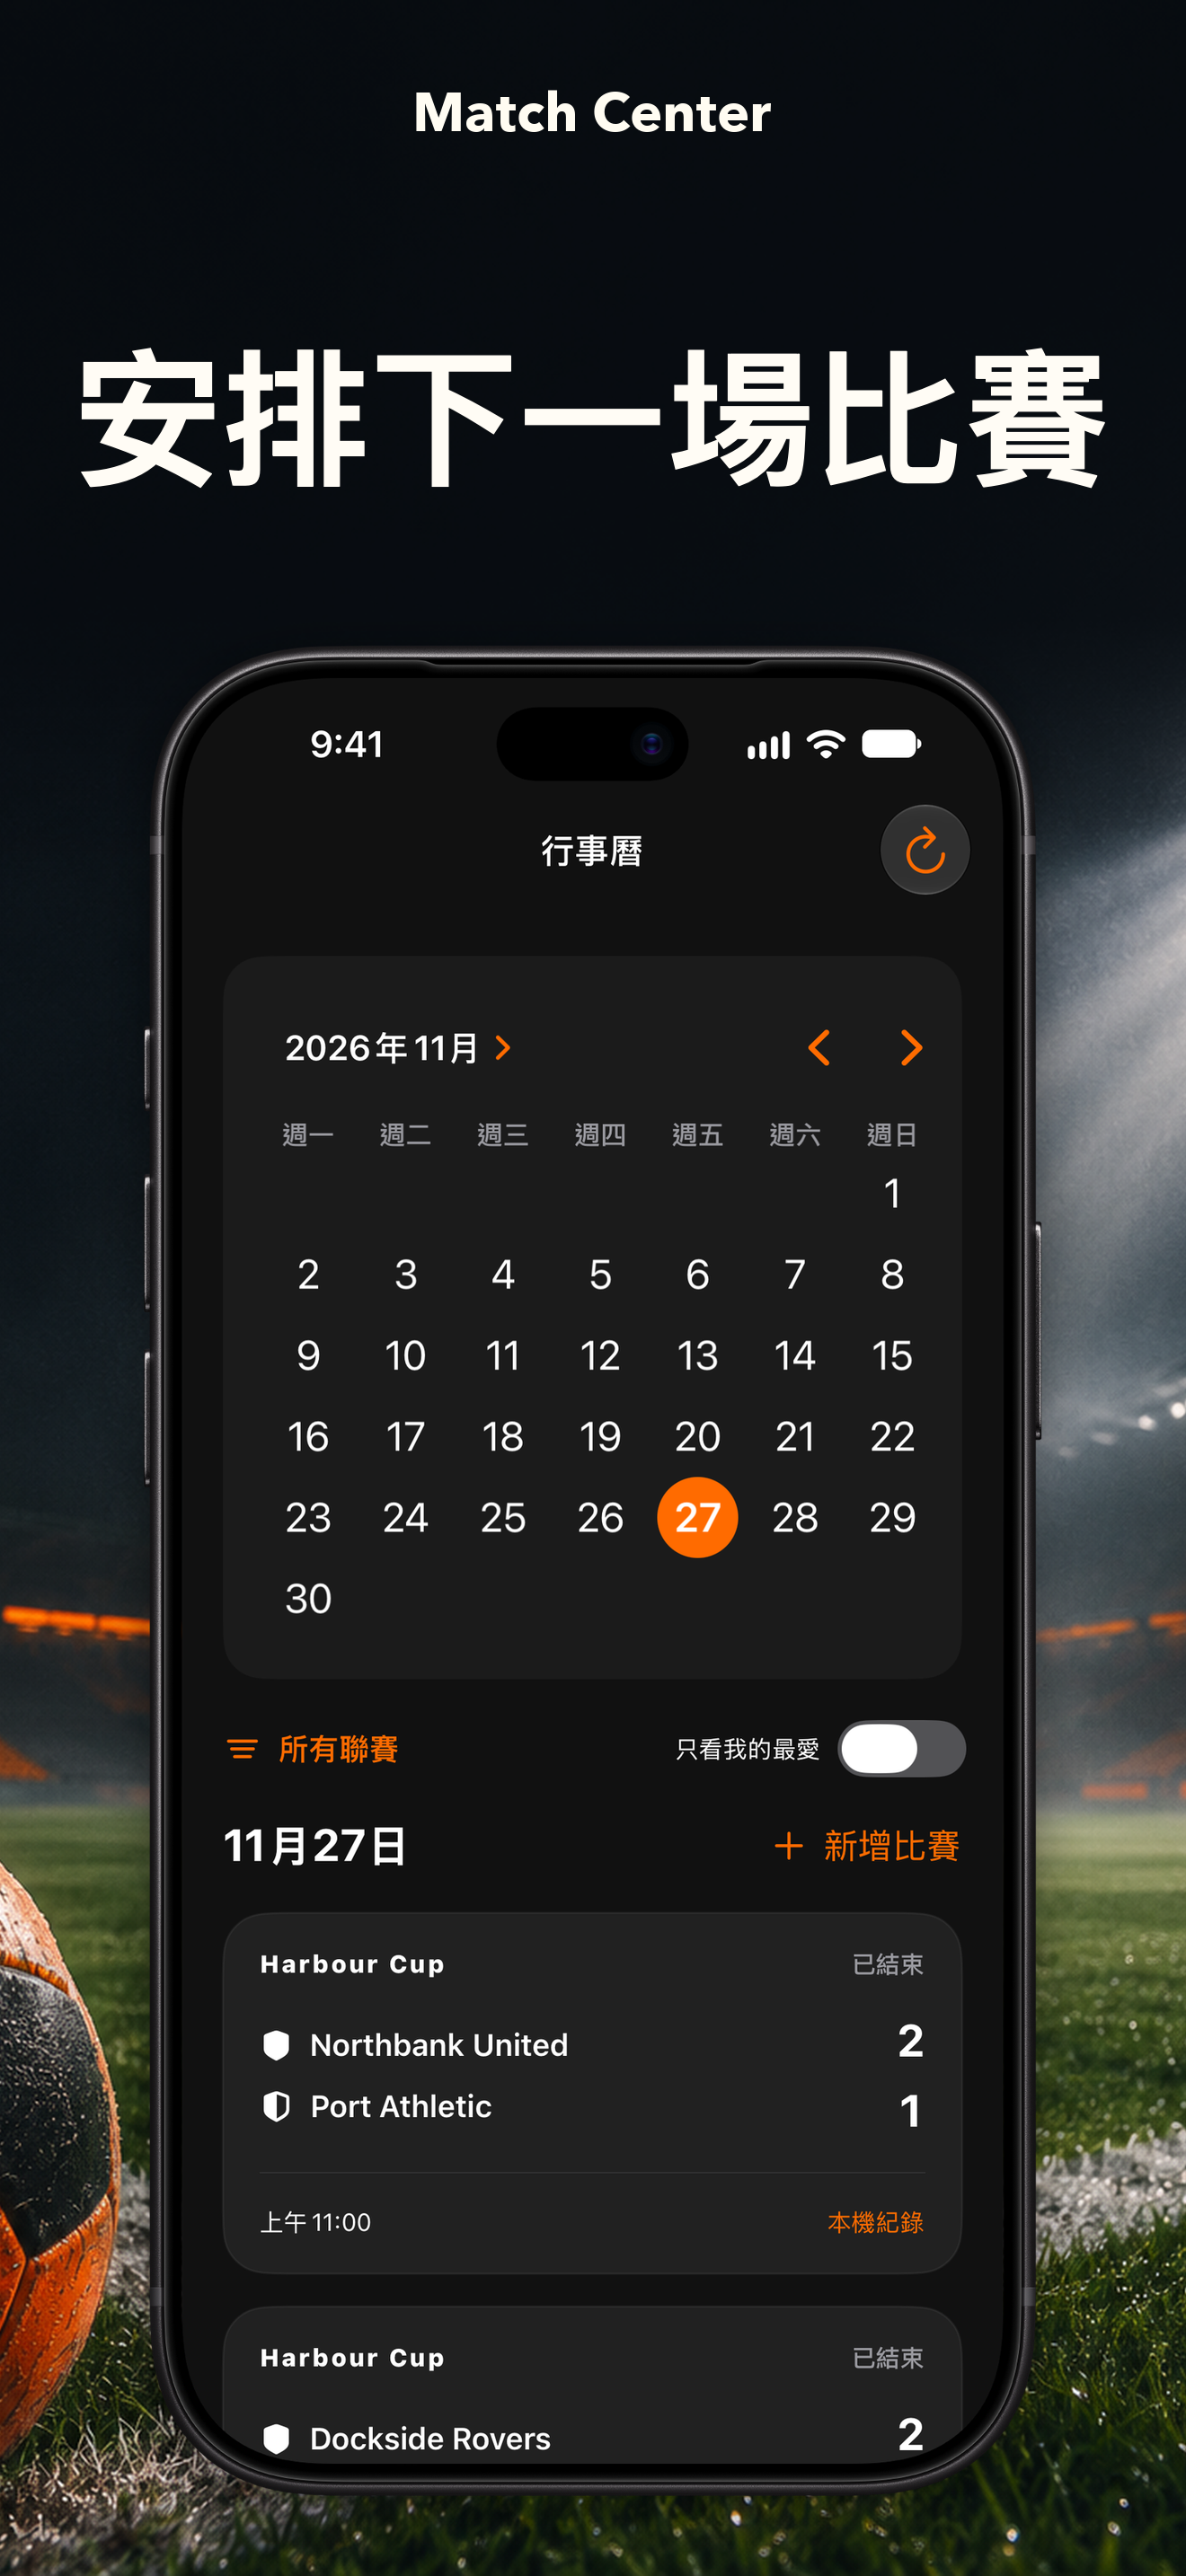 Match Center
安排下一場比賽
9:41
行事曆
2026年11月
週一 週二 週三 週四 週五 週六 週日
1
2 3 4 5 6 7 8
9 10 11 12 13 14 15
16 17 18 19 20 21 22
23 24 25 26 27 28 29
30
所有聯賽 只看我的最愛
11月27日 新增比賽
Harbour Cup 已結束
Northbank United 2
Port Athletic 1
上午11:00 本機紀錄
Harbour Cup 已結束
Dockside Rovers 2